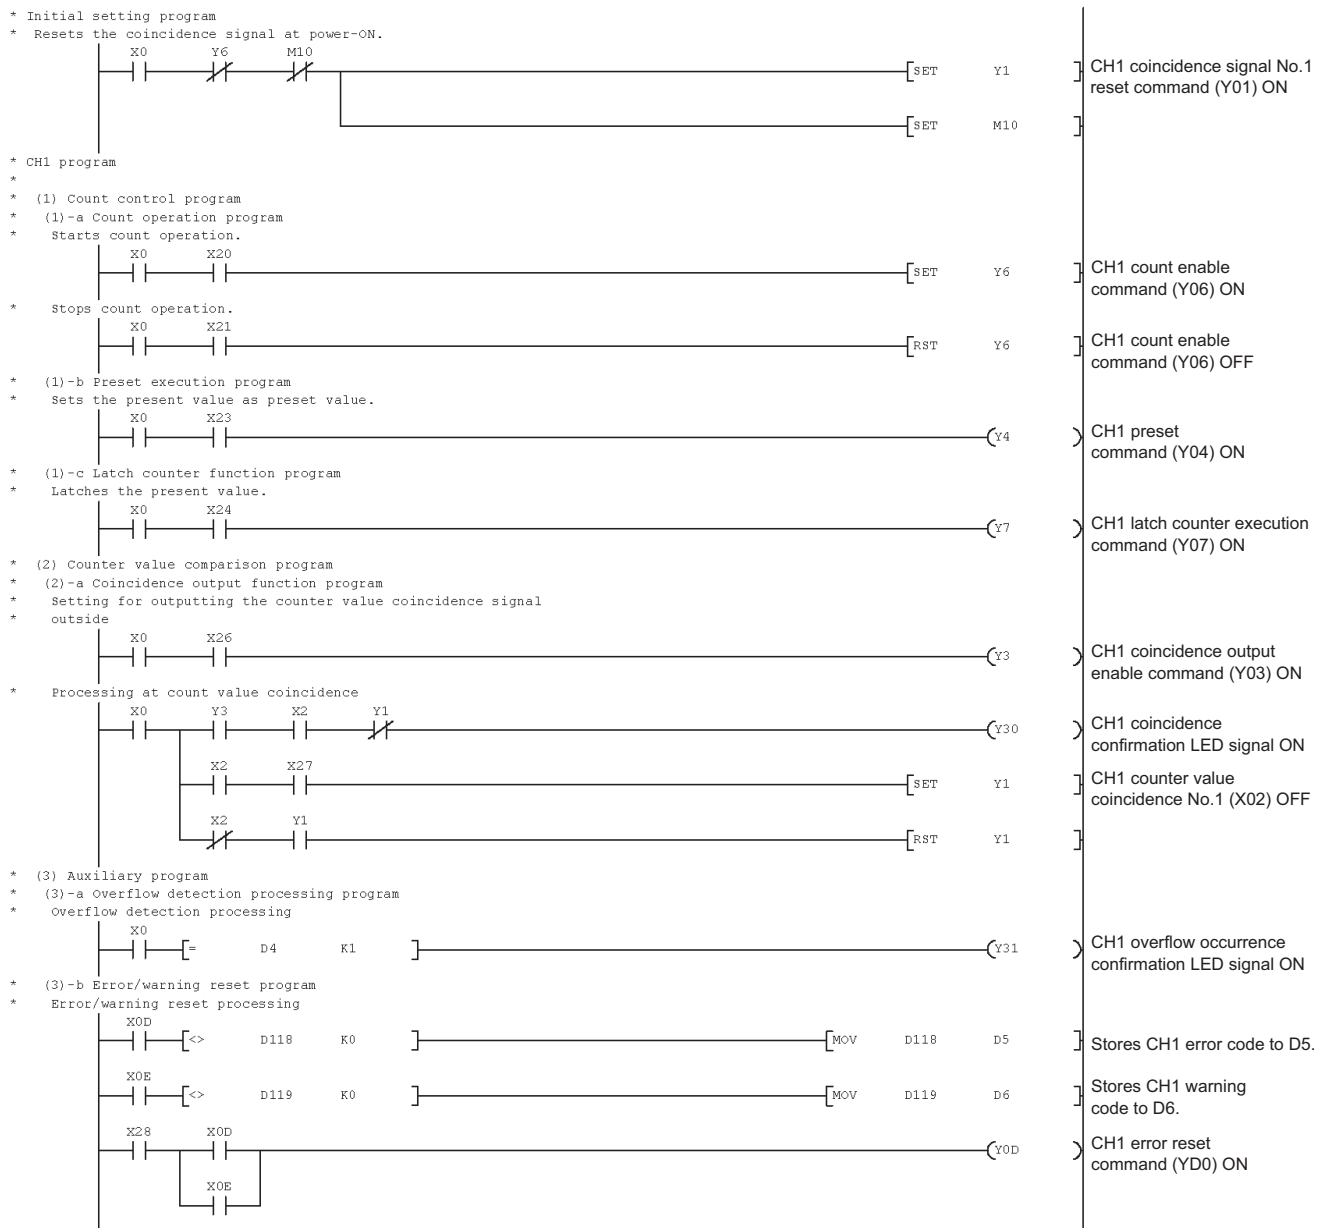 * Initial setting program
* Resets the coincidence signal at power-ON.
X0 Y6 M10
SET Y1 CH1 coincidence signal No.1
reset command (Y01) ON
SET M10
* CH1 program
*
* (1) Count control program
* (1)-a Count operation program
* Starts count operation.
X0 X20
SET Y6 CH1 count enable
command (Y06) ON
* Stops count operation.
X0 X21
RST Y6 CH1 count enable
command (Y06) OFF
* (1)-b Preset execution program
* Sets the present value as preset value.
X0 X23
Y4 CH1 preset
command (Y04) ON
* (1)-c Latch counter function program
* Latches the present value.
X0 X24
Y7 CH1 latch counter execution
command (Y07) ON
* (2) Counter value comparison program
* (2)-a Coincidence output function program
* Setting for outputting the counter value coincidence signal
* outside
X0 X26
Y3 CH1 coincidence output
enable command (Y03) ON
* Processing at count value coincidence
X0 Y3 X2 Y1
Y30 CH1 coincidence
confirmation LED signal ON
X2 X27
SET Y1 CH1 counter value
coincidence No.1 (X02) OFF
X2 Y1
RST Y1
* (3) Auxiliary program
* (3)-a Overflow detection processing program
* Overflow detection processing
X0
= D4 K1 Y31 CH1 overflow occurrence
confirmation LED signal ON
* (3)-b Error/warning reset program
* Error/warning reset processing
X0D
<> D118 K0 MOV D118 D5 Stores CH1 error code to D5.
X0E
<> D119 K0 MOV D119 D6 Stores CH1 warning
code to D6.
X28 X0D
Y0D CH1 error reset
command (YD0) ON
X0E